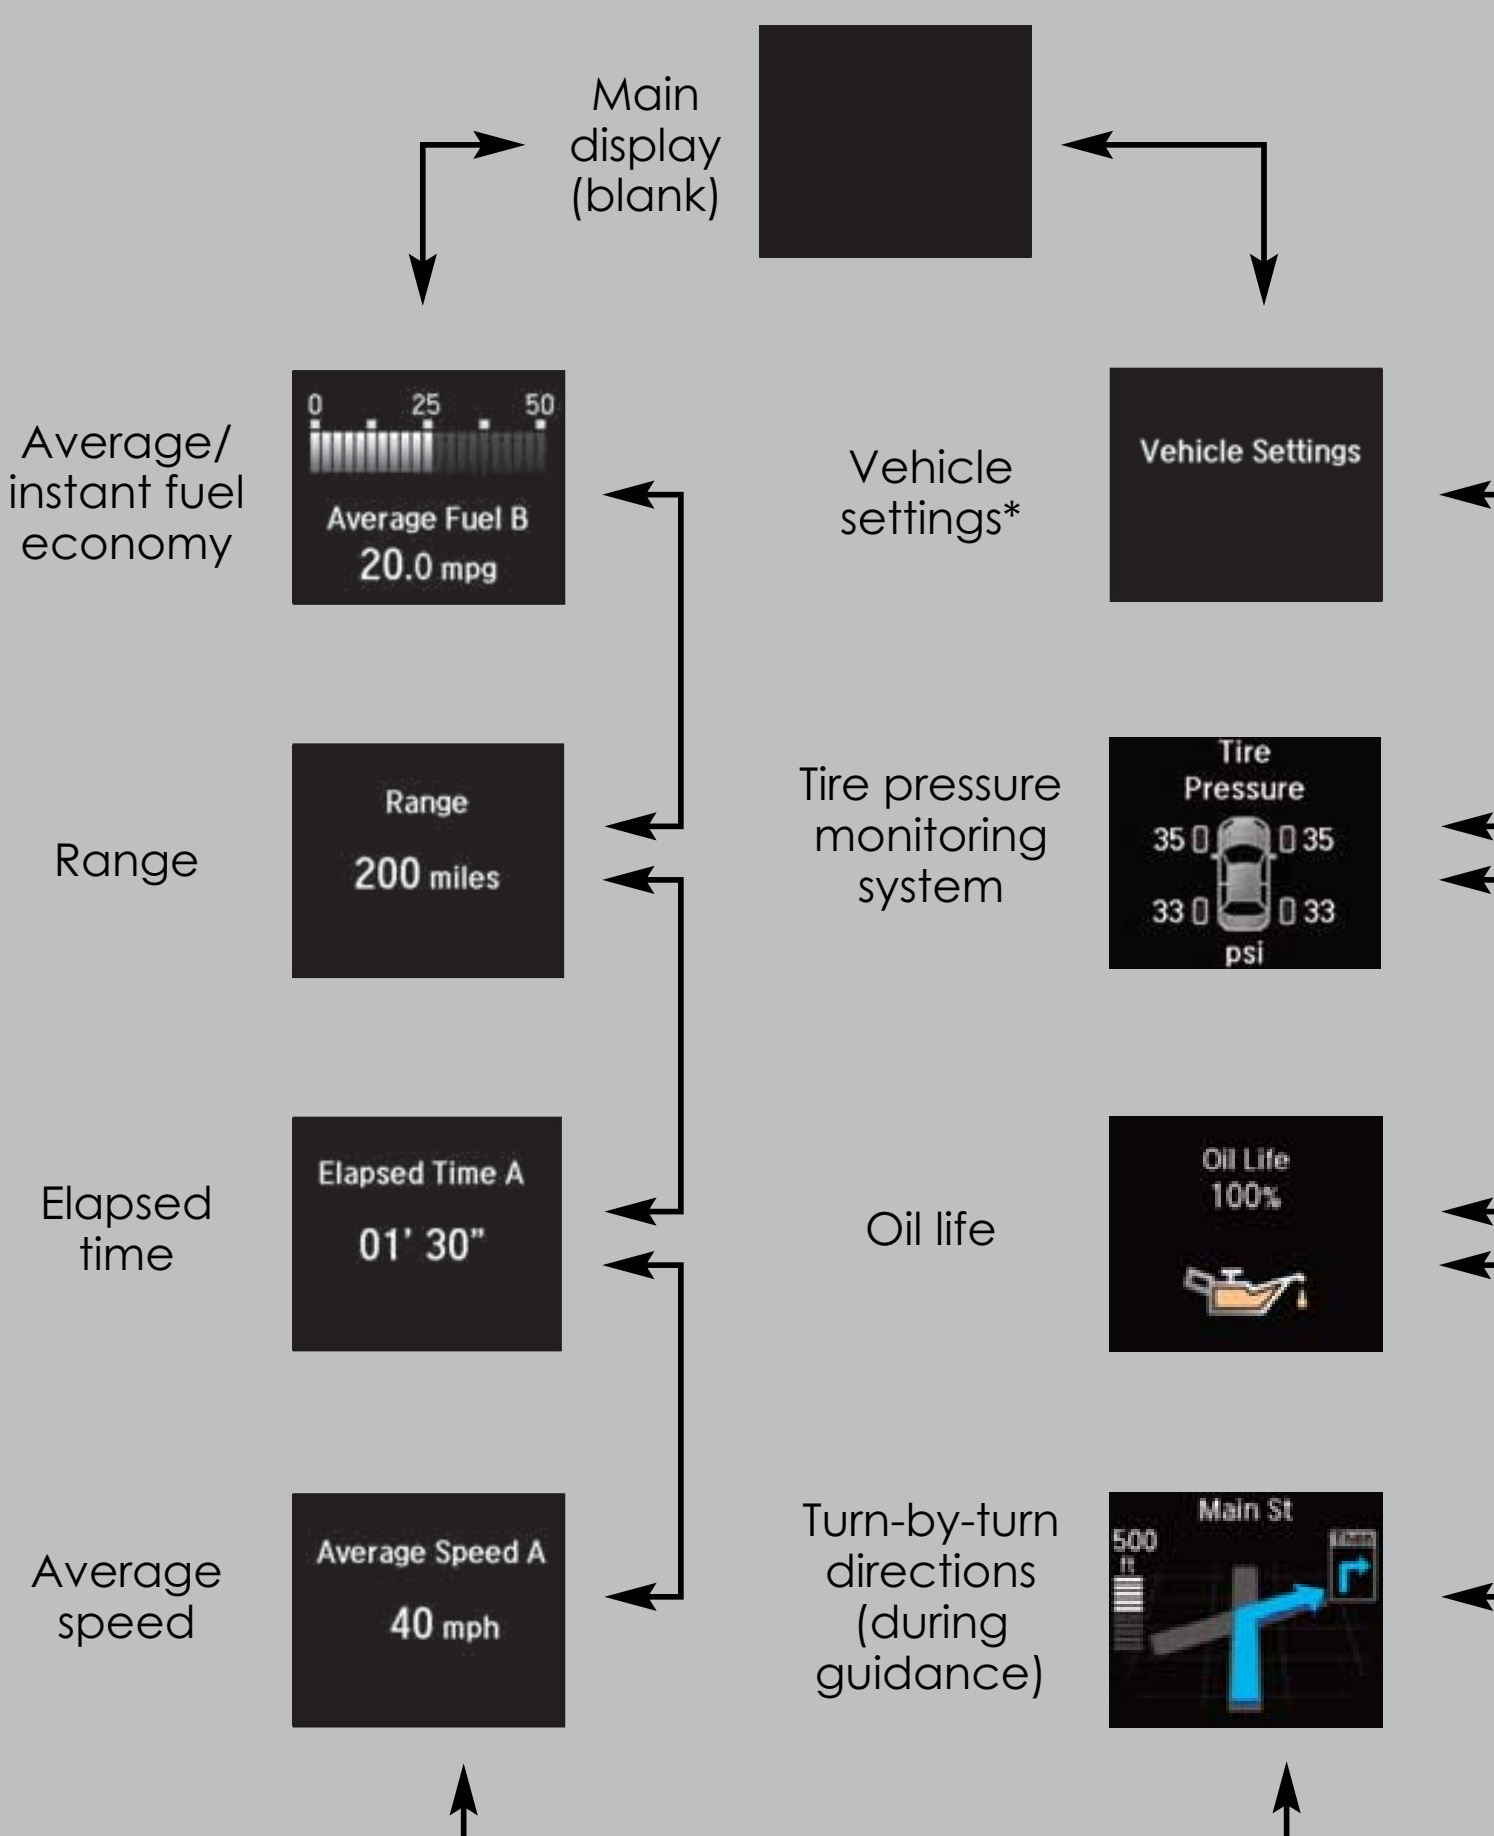 Main
display
(blank)
Average/
instant fuel
economy
0 25 50
Average Fuel B
20.0 mpg
Vehicle
settings*
Vehicle Settings
Range
Range
200 miles
Tire pressure
monitoring
system
Tire
Pressure
35 35
33 33
psi
Elapsed
time
Elapsed Time A
01' 30”
Oil life
Oil Life
100%
Average
speed
Average Speed A
40 mph
Turn-by-turn
directions
(during
guidance)
Main St
500
ft